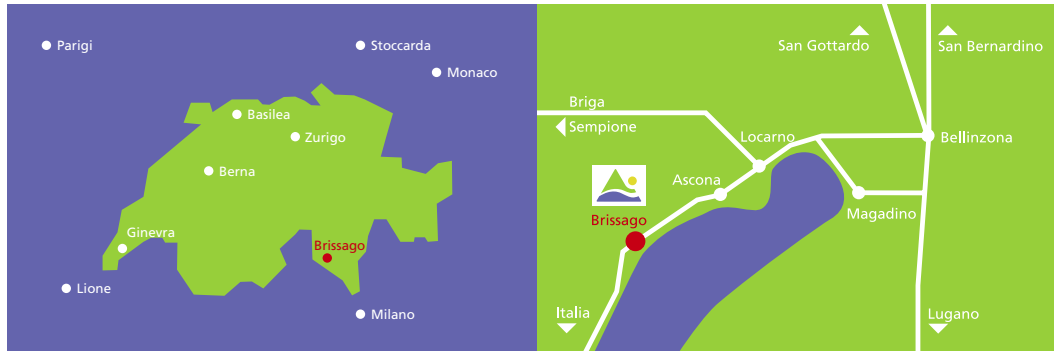 Parigi
Stoccarda
Monaco
Basilea
Zurigo
Berna
Ginevra
Brissago
Lione
Milano
San Gottardo
San Bernardino
Briga
Sempione
Locarno
Bellinzona
Ascona
Magadino
Brissago
Italia
Lugano